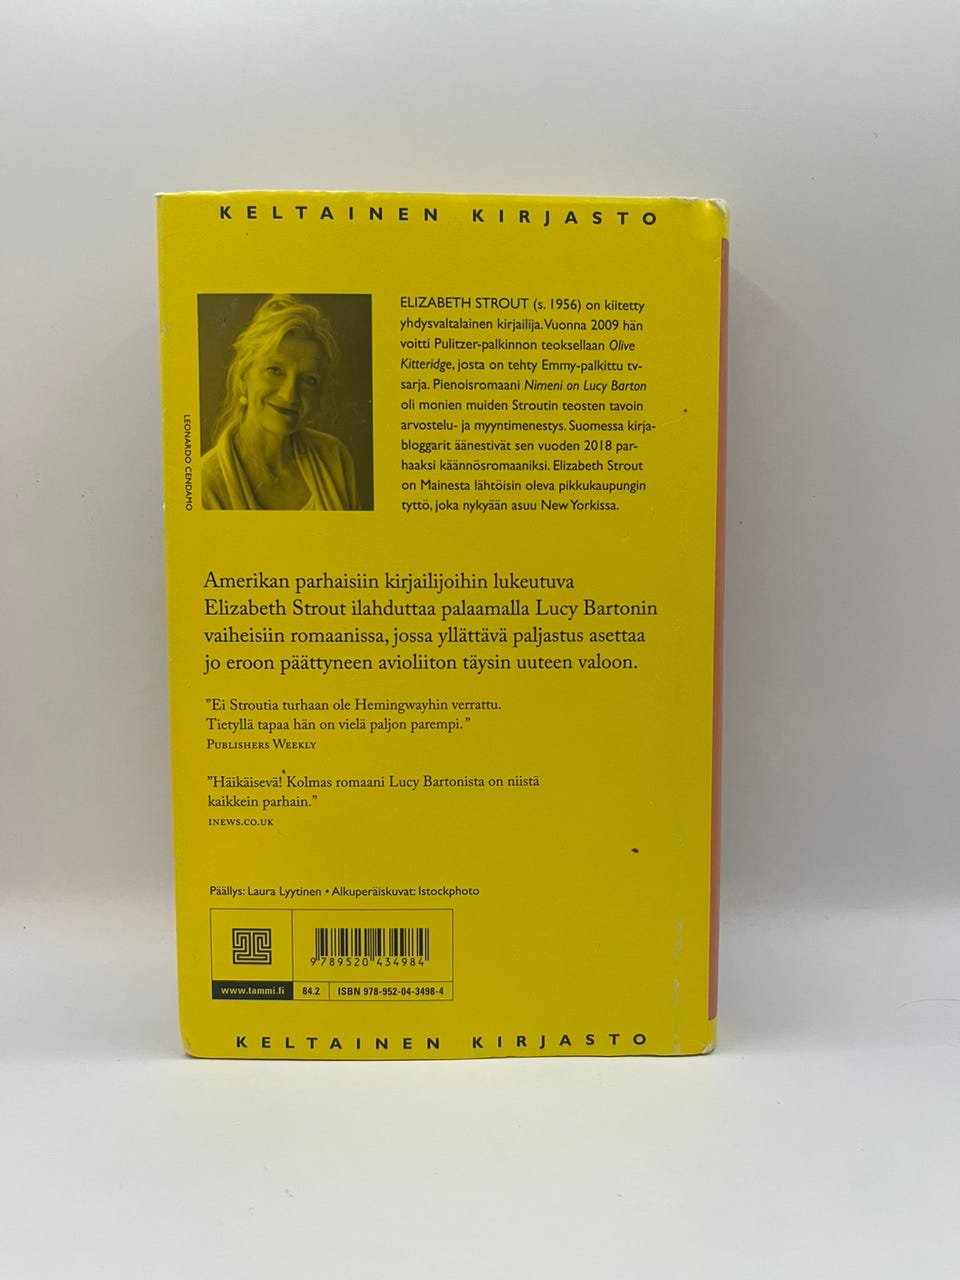 KELTAINEN KIRJASTO
ELIZABETH STROUT (s. 1956) on kiitetty
yhdysvaltalainen kirjailija. Vuonna 2009 hän
voitti Pulitzer-palkinnon teoksellaan Olive
Kitteridge, josta on tehty Emmy-palkittu tv-
sarja. Pienoisromaani Nimeni on Lucy Barton
oli monien muiden Stroutin teosten tavoin
arvostelu- ja myyntimenestys. Suomessa kirja-
bloggarit äänestivät sen vuoden 2018 par-
haaksi käännösromaaniksi. Elizabeth Strout
on Mainesta lähtöisin oleva pikkukaupungin
tyttö, joka nykyään asuu New Yorkissa.
LEONARDO CENDAMO
Amerikan parhaisiin kirjailijoihin lukeutuva
Elizabeth Strout ilahduttaa palaamalla Lucy Bartonin
vaiheisiin romaanissa, jossa yllättävä paljastus asettaa
jo eroon päättyneen avioliiton täysin uuteen valoon.
"Ei Stroutia turhaan ole Hemingwayhin verrattu.
Tietyllä tapaa hän on vielä paljon parempi."
PUBLISHERS WEEKLY
"Häikäisevä! Kolmas romaani Lucy Bartonista on niistä
kaikkein parhain."
INEWS.CO.UK
Päällys: Laura Lyytinen • Alkuperäiskuvat: Istockphoto
9 789520 434984
www.tammi.fi 84.2 ISBN 978-952-04-3498-4
KELTAINEN KIRJASTO